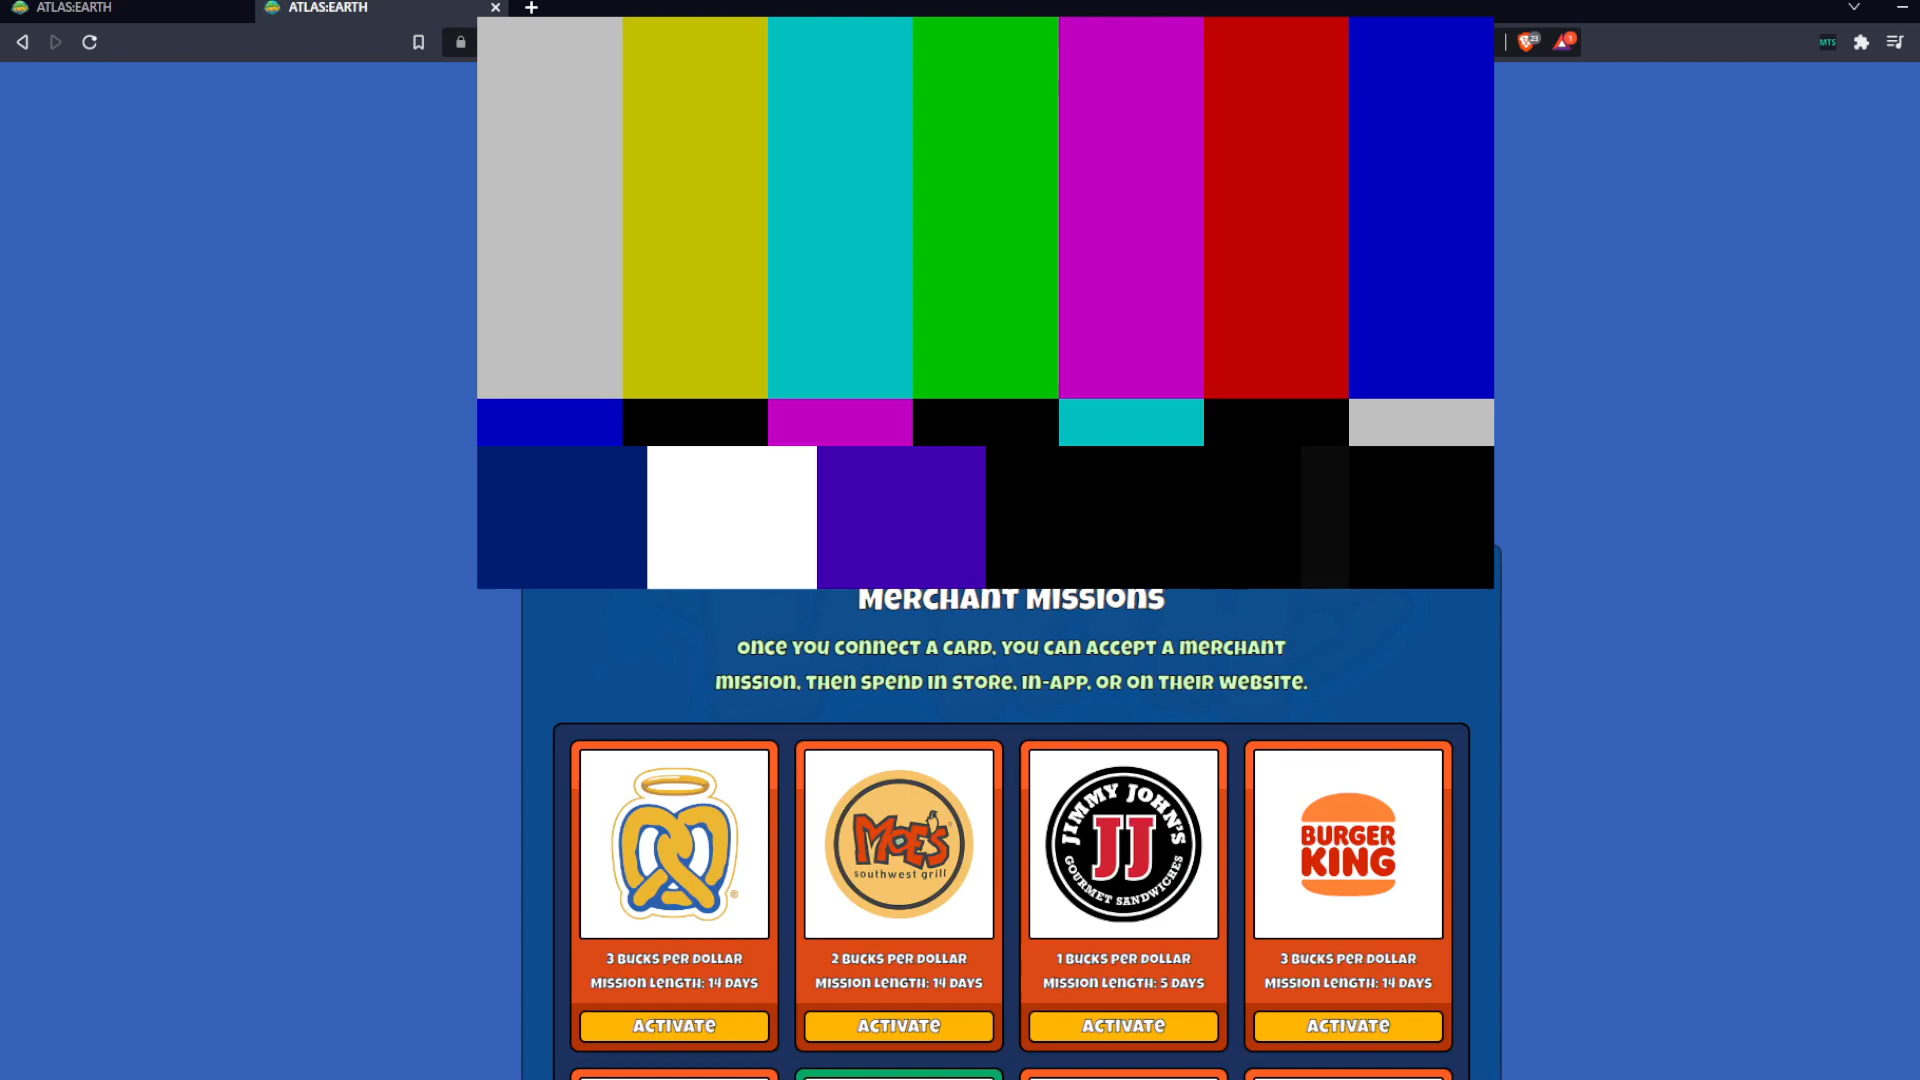 ATLAS:EARTH
ATLAS:EARTH
23
1
MTS
MERCHANT MISSIONS
ONCE YOU CONNECT A CARD, YOU CAN ACCEPT A MERCHANT
MISSION, THEN SPEND IN STORE, IN-APP, OR ON THEIR WEBSITE.
MOE'S
southwest grill
JIMMY JOHN'S
JJ
GOURMET SANDWICHES
BURGER
KING
3 BUCKS PER DOLLAR
MISSION LENGTH: 14 DAYS
ACTIVATE
2 BUCKS PER DOLLAR
MISSION LENGTH: 14 DAYS
ACTIVATE
1 BUCKS PER DOLLAR
MISSION LENGTH: 5 DAYS
ACTIVATE
3 BUCKS PER DOLLAR
MISSION LENGTH: 14 DAYS
ACTIVATE